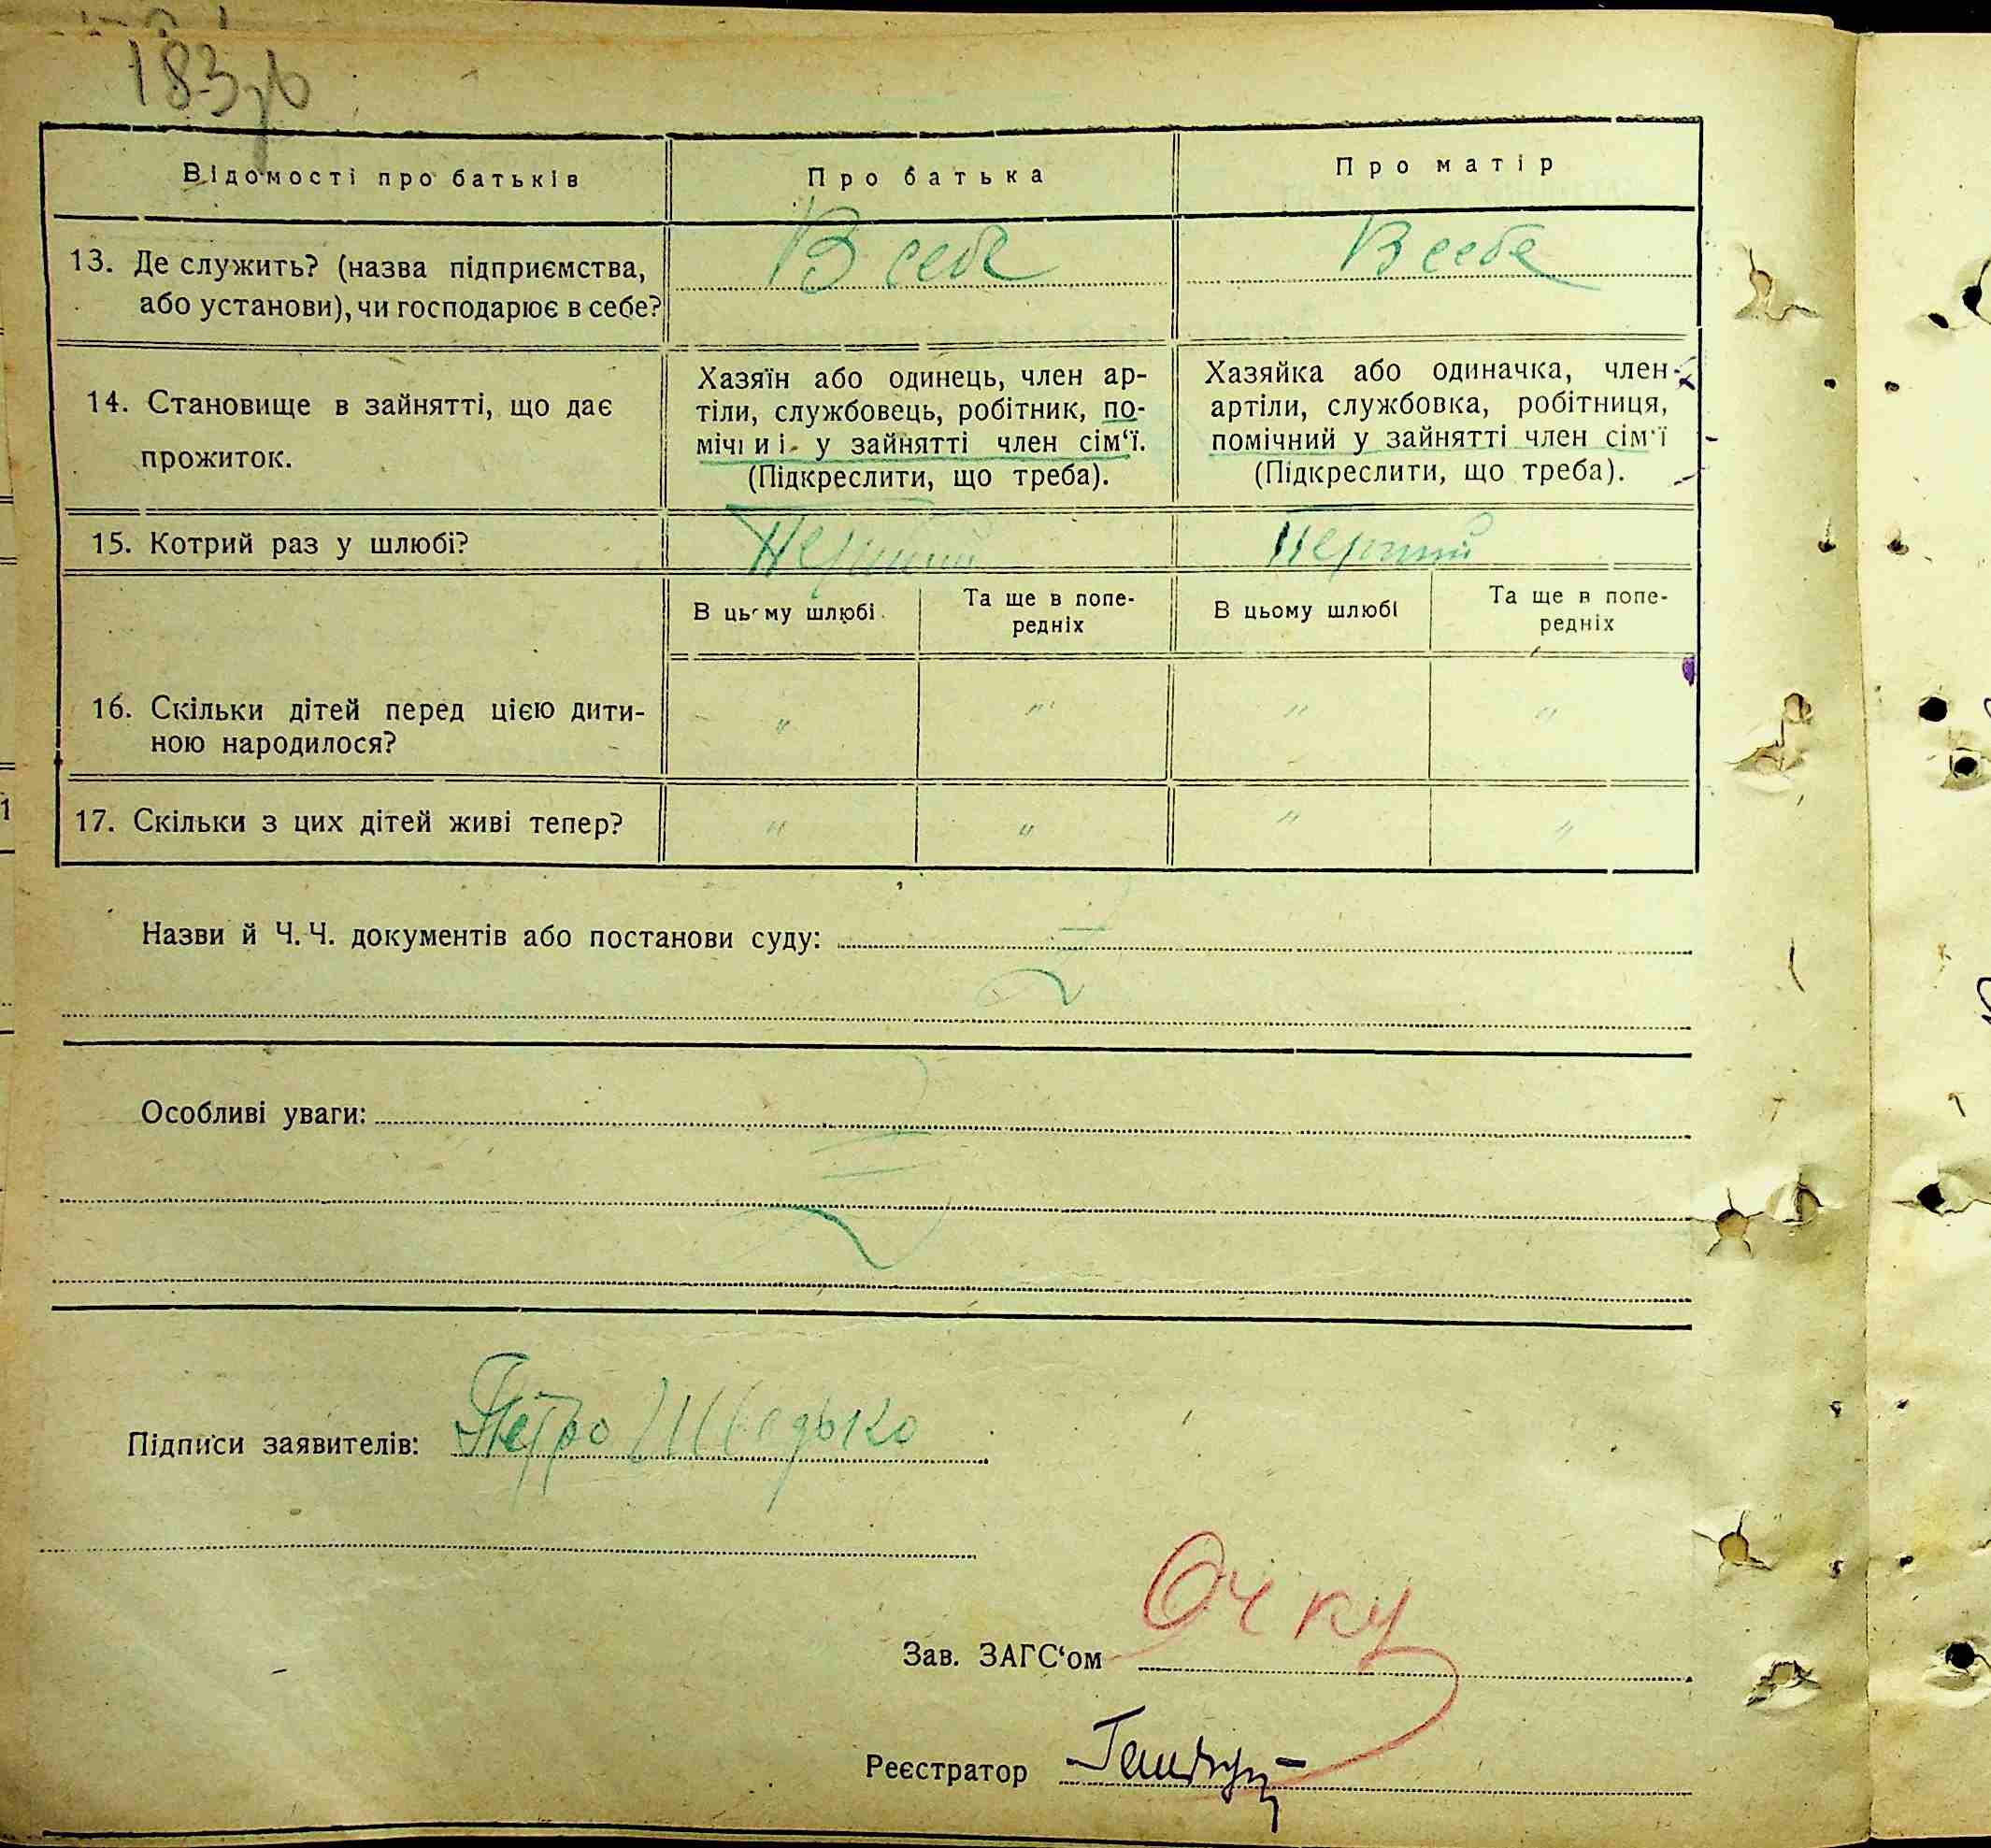 183зв
Відомості про батьків
Про батька
Про матір
13. Де служить? (назва підприємства,
або установи), чи господарює в себе?
В себе
В себе
14. Становище в зайнятті, що дає
прожиток.
Хазяїн або одинець, член ар-
тіли, службовець, робітник, по-
мічний у зайнятті член сім'ї.
(Підкреслити, що треба).
Хазяйка або одиначка, член
артіли, службовка, робітниця,
помічний у зайнятті член сім'ї
(Підкреслити, що треба).
15. Котрий раз у шлюбі?
Перший
Перший
В цьому шлюбі
Та ще в попе-
редніх
В цьому шлюбі
Та ще в попе-
редніх
16. Скільки дітей перед цією дити-
ною народилося?
" " " "
17. Скільки з цих дітей живі тепер?
" " " "
Назви й Ч.Ч. документів або постанови суду:
Особливі уваги:
Підписи заявителів: Петро Шведько
Зав. ЗАГС'ом
Реєстратор